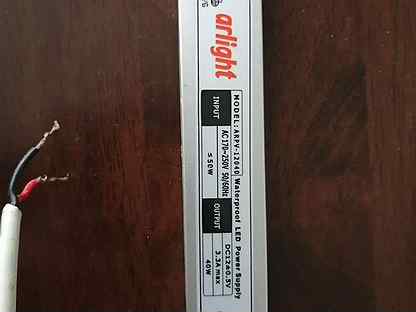 arlight
MODEL: ARPV-12040 Waterproof LED Power Supply
INPUT
AC170~250V 50/60Hz
≤50W
OUTPUT
DC12±0.5V
3.3A max
40W